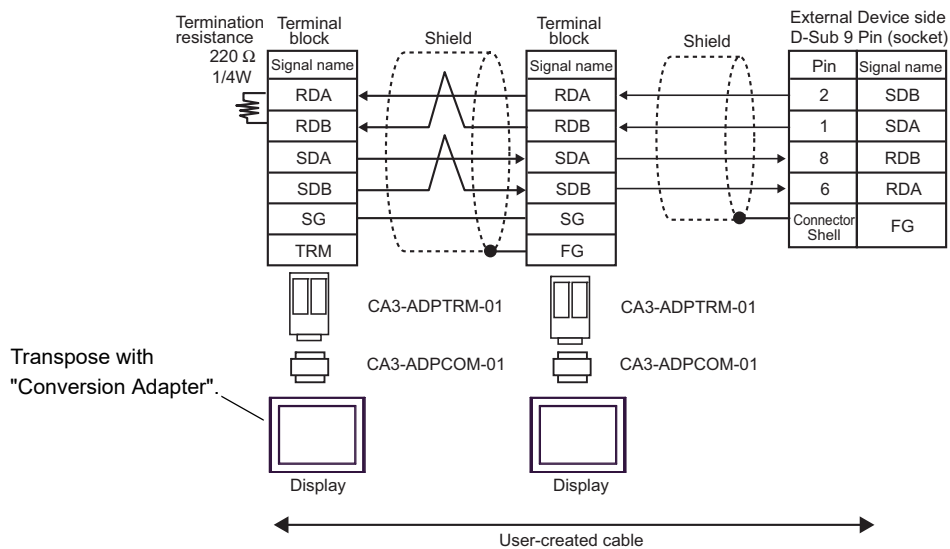 Termination
resistance
220 Ω
1/4W
Terminal
block
Shield
Terminal
block
Shield
External Device side
D-Sub 9 Pin (socket)
Signal name
Signal name
Pin Signal name
RDA
RDA
2 SDB
RDB
RDB
1 SDA
SDA
SDA
8 RDB
SDB
SDB
6 RDA
SG
SG
Connector
Shell
FG
TRM
FG
CA3-ADPTRM-01
CA3-ADPTRM-01
CA3-ADPCOM-01
CA3-ADPCOM-01
Transpose with
"Conversion Adapter".
Display
Display
User-created cable